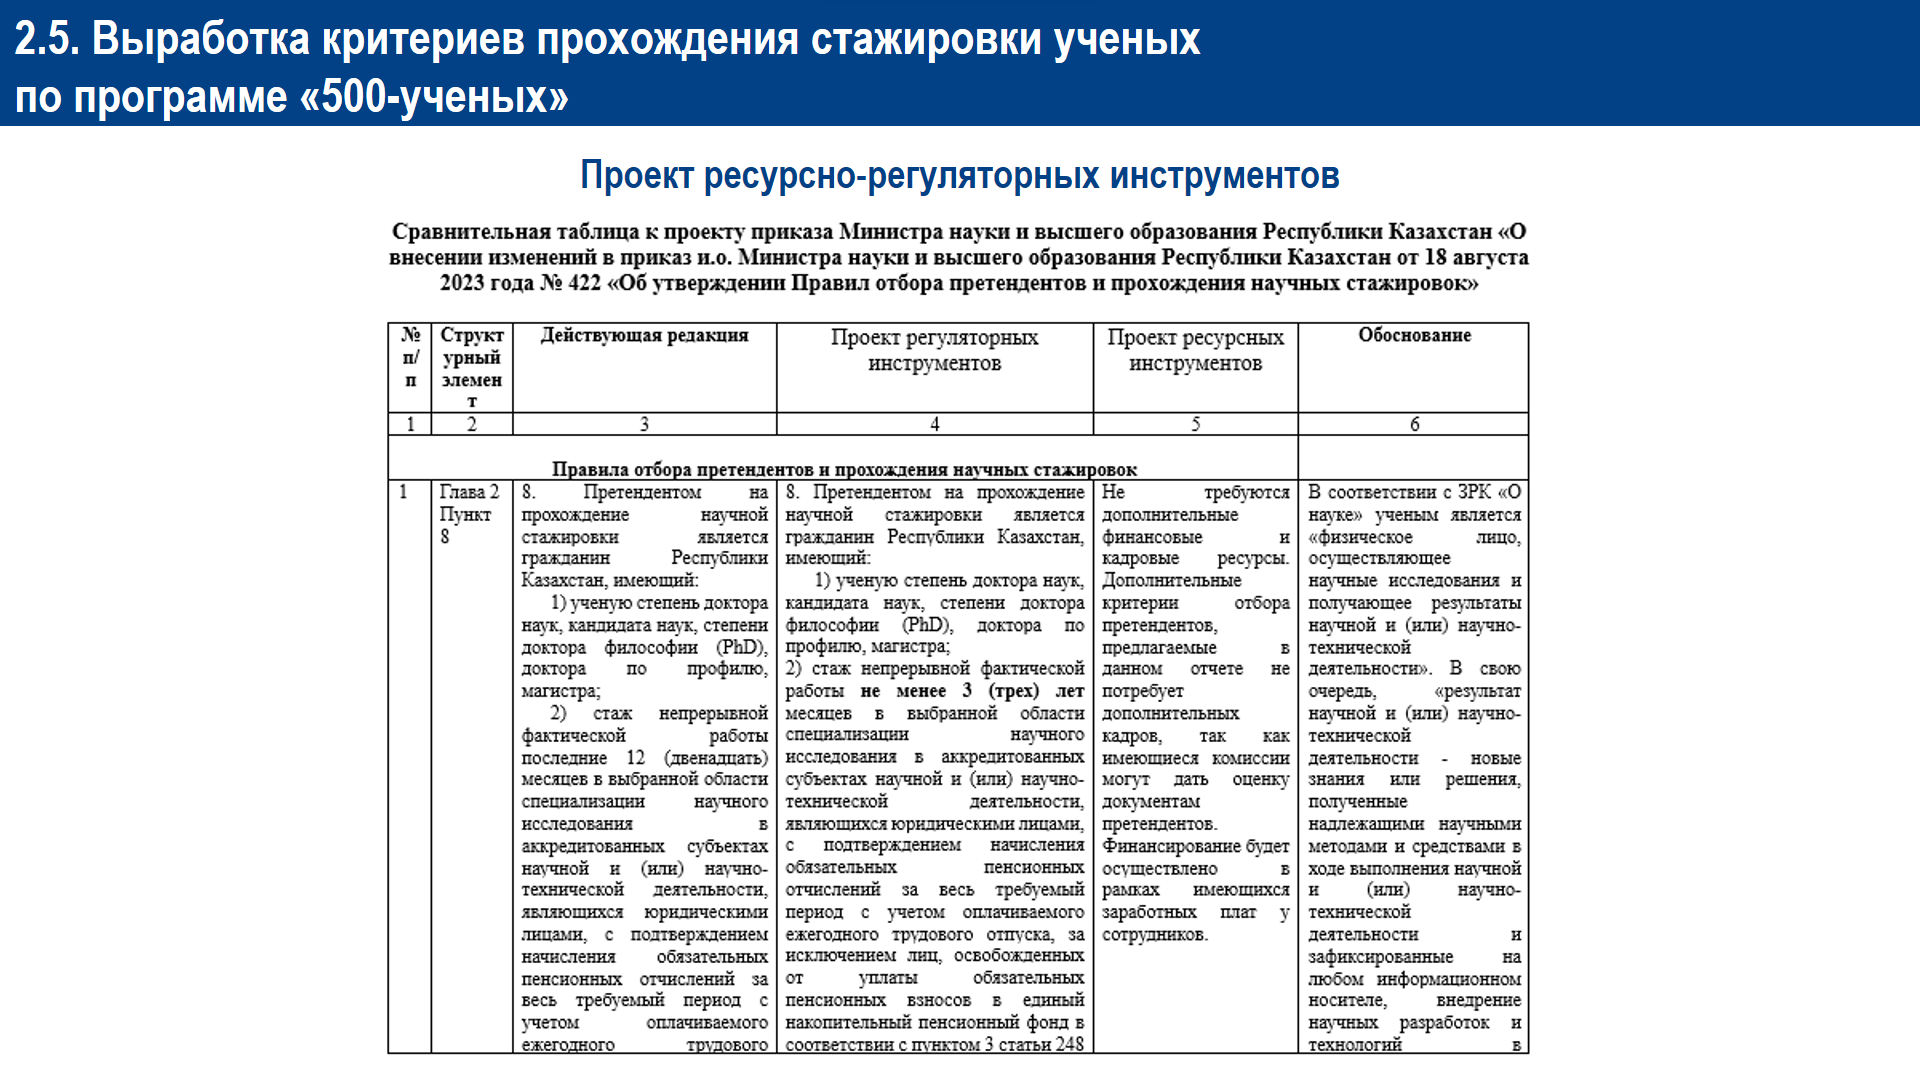 2.5. Выработка критериев прохождения стажировки ученых
по программе «500-ученых»
Проект ресурсно-регуляторных инструментов
Сравнительная таблица к проекту приказа Министра науки и высшего образования Республики Казахстан «О
внесении изменений в приказ и.о. Министра науки и высшего образования Республики Казахстан от 18 августа
2023 года № 422 «Об утверждении Правил отбора претендентов и прохождения научных стажировок»
№
п/
п
Структ
урный
элемен
т
Действующая редакция
Проект регуляторных
инструментов
Проект ресурсных
инструментов
Обоснование
1
2
3
4
5
6
Правила отбора претендентов и прохождения научных стажировок
1
Глава 2
Пункт
8
8. Претендентом на
прохождение научной
стажировки является
гражданин Республики
Казахстан, имеющий:
1) ученую степень доктора
наук, кандидата наук, степени
доктора философии (PhD),
доктора по профилю,
магистра;
2) стаж непрерывной
фактической работы
последние 12 (двенадцать)
месяцев в выбранной области
специализации научного
исследования в
аккредитованных субъектах
научной и (или) научно-
технической деятельности,
являющихся юридическими
лицами, с подтверждением
начисления обязательных
пенсионных отчислений за
весь требуемый период с
учетом оплачиваемого
ежегодного трудового
8. Претендентом на прохождение
научной стажировки является
гражданин Республики Казахстан,
имеющий:
1) ученую степень доктора наук,
кандидата наук, степени доктора
философии (PhD), доктора по
профилю, магистра;
2) стаж непрерывной фактической
работы не менее 3 (трех) лет
месяцев в выбранной области
специализации научного
исследования в аккредитованных
субъектах научной и (или) научно-
технической деятельности,
являющихся юридическими лицами,
с подтверждением начисления
обязательных пенсионных
отчислений за весь требуемый
период с учетом оплачиваемого
ежегодного трудового отпуска, за
исключением лиц, освобожденных
от уплаты обязательных
пенсионных взносов в единый
накопительный пенсионный фонд в
соответствии с пунктом 3 статьи 248
Не требуются
дополнительные
финансовые и
кадровые ресурсы.
Дополнительные
критерии отбора
претендентов,
предлагаемые в
данном отчете не
потребует
дополнительных
кадров, так как
имеющиеся комиссии
могут дать оценку
документам
претендентов.
Финансирование будет
осуществлено в
рамках имеющихся
заработных плат у
сотрудников.
В соответствии с ЗРК «О
науке» ученым является
«физическое лицо,
осуществляющее
научные исследования и
получающее результаты
научной и (или) научно-
технической
деятельности». В свою
очередь, «результат
научной и (или) научно-
технической
деятельности - новые
знания или решения,
полученные
надлежащими научными
методами и средствами в
ходе выполнения научной
и (или) научно-
технической
деятельности и
зафиксированные на
любом информационном
носителе, внедрение
научных разработок и
технологий в